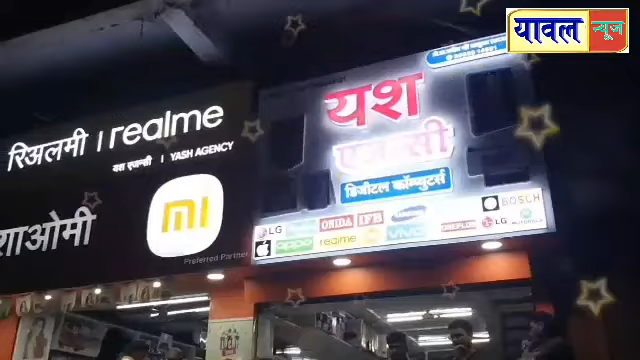 यावल न्यूज
रिअलमी | realme
यश एजन्सी | YASH AGENCY
शाओमी
mi
Preferred Partner
यश
एजन्सी
डिजीटल कॉम्प्युटर्स
BOSCH
LG ONIDA IFB SAMSUNG ONEPLUS LG MOTOROLA
oppo realme mi vivo